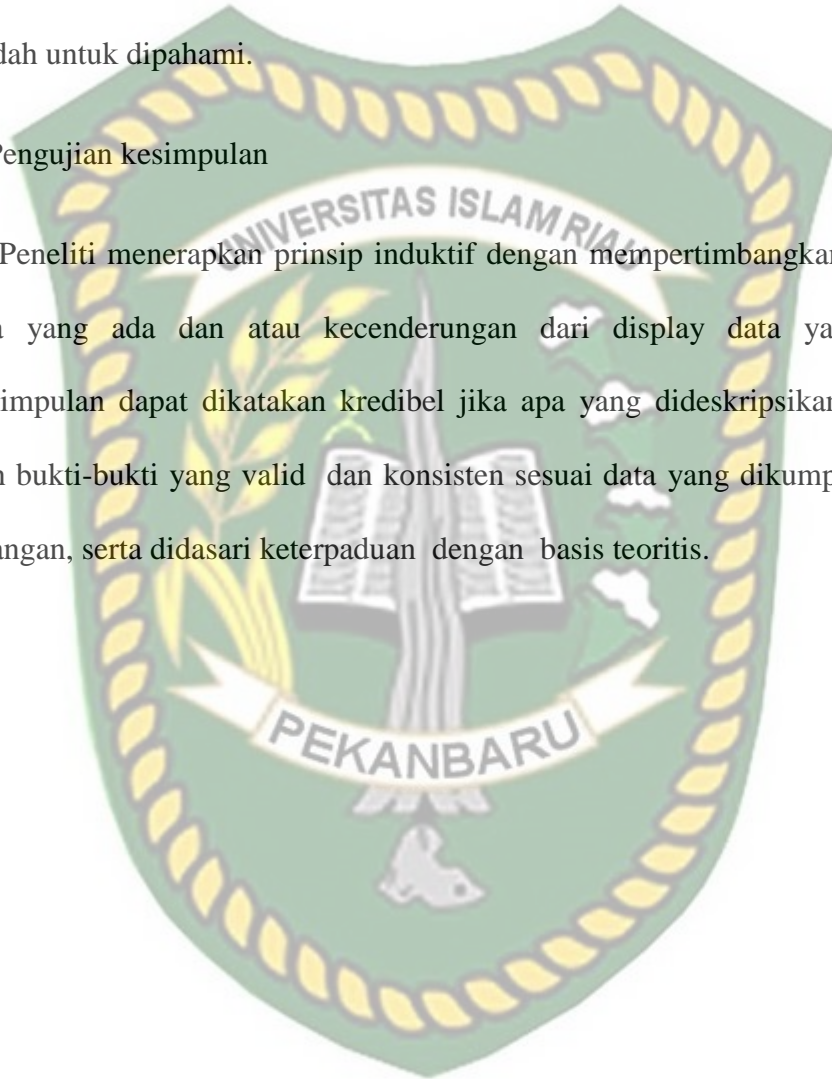 dah untuk dipahami.
Pengujian kesimpulan
UNIVERSITAS ISLAM RIAU
Peneliti menerapkan prinsip induktif dengan mempertimbangkan
yang ada dan atau kecenderungan dari display data ya
impulan dapat dikatakan kredibel jika apa yang dideskripsikan
bukti-bukti yang valid dan konsisten sesuai data yang dikump
angan, serta didasari keterpaduan dengan basis teoritis.
PEKANBARU